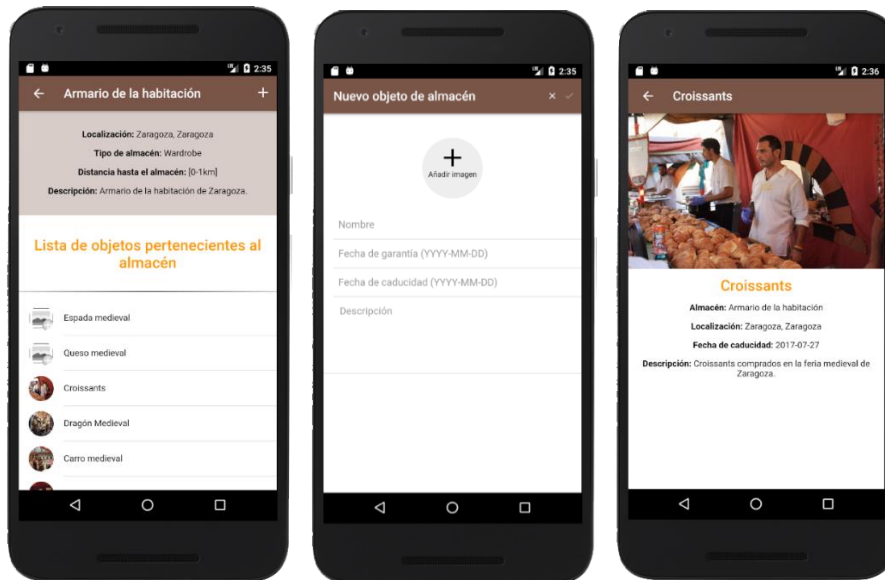 2:35
Armario de la habitación
Localización: Zaragoza, Zaragoza
Tipo de almacén: Wardrobe
Distancia hasta el almacén: [0-1km]
Descripción: Armario de la habitación de Zaragoza.
Lista de objetos pertenecientes al
almacén
Espada medieval
Queso medieval
Croissants
Dragón Medieval
Carro medieval
2:35
Nuevo objeto de almacén
Añadir imagen
Nombre
Fecha de garantía (YYYY-MM-DD)
Fecha de caducidad (YYYY-MM-DD)
Descripción
2:36
Croissants
Croissants
Almacén: Armario de la habitación
Localización: Zaragoza, Zaragoza
Fecha de caducidad: 2017-07-27
Descripción: Croissants comprados en la feria medieval de
Zaragoza.